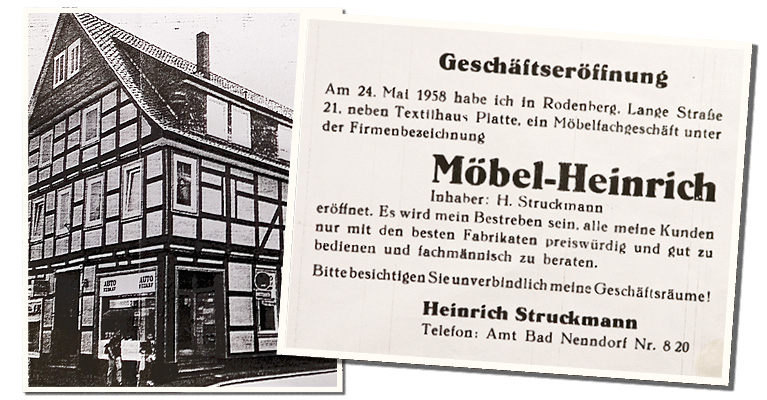 AUTO
AUTO
Geschäftseröffnung
Am 24. Mai 1958 habe ich in Rodenberg, Lange Straße
21, neben Textilhaus Platte, ein Möbelfachgeschäft unter
der Firmenbezeichnung
Möbel-Heinrich
Inhaber: H. Struckmann
eröffnet. Es wird mein Bestreben sein, alle meine Kunden
nur mit den besten Fabrikaten preiswürdig und gut zu
bedienen und fachmännisch zu beraten.
Bitte besichtigen Sie unverbindlich meine Geschäftsräume!
Heinrich Struckmann
Telefon: Amt Bad Nenndorf Nr. 8 20